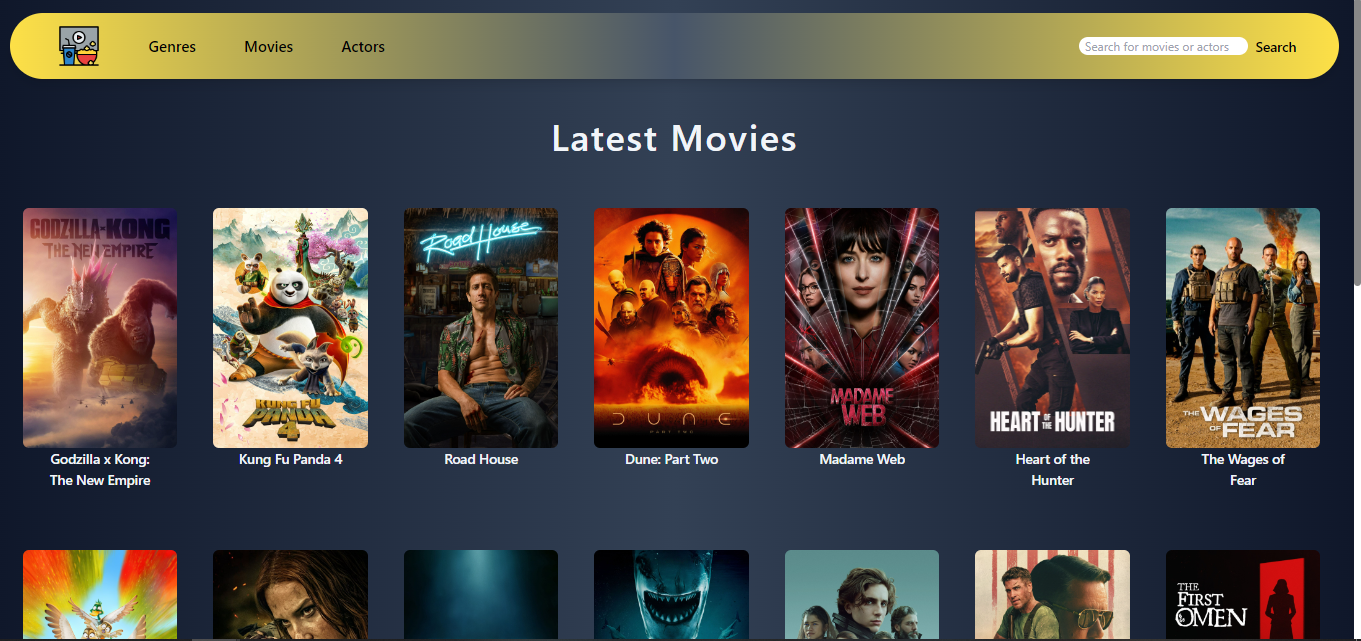 Genres
Movies
Actors
Search for movies or actors
Search
Latest Movies
GODZILLA-KONG
THE NEW EMPIRE
KUNG FU
PANDA
4
Road House
DUNE
PART TWO
MADAME
WEB
HEART OF THE HUNTER
THE WAGES
OF FEAR
Godzilla x Kong:
The New Empire
Kung Fu Panda 4
Road House
Dune: Part Two
Madame Web
Heart of the
Hunter
The Wages of
Fear
THE
FIRST
OMEN